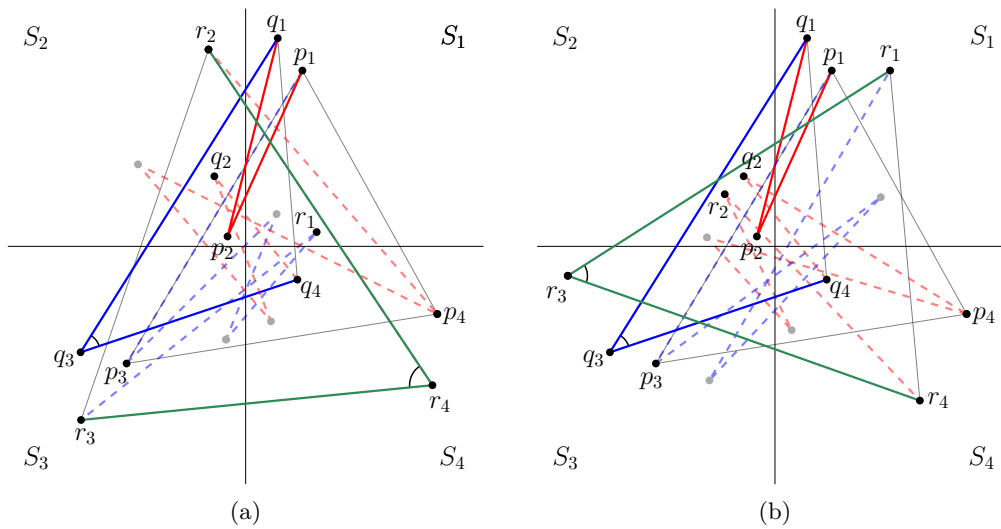 S₂ r₂ q₁ S₁
p₁
q₂
r₁
p₂
q₄
p₄
q₃ p₃
r₄
r₃
S₃ S₄
(a)
S₂ q₁ S₁
p₁ r₁
q₂
r₂
p₂
r₃ q₄
p₄
q₃ p₃
r₄
S₃ S₄
(b)